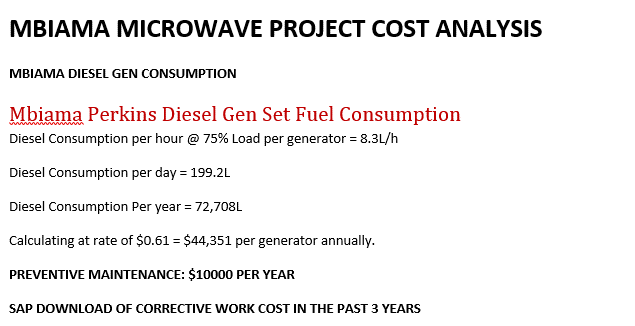 MBIAMA MICROWAVE PROJECT COST ANALYSIS
MBIAMA DIESEL GEN CONSUMPTION
Mbiama Perkins Diesel Gen Set Fuel Consumption
Diesel Consumption per hour @ 75% Load per generator = 8.3L/h
Diesel Consumption per day = 199.2L
Diesel Consumption Per year = 72,708L
Calculating at rate of $0.61 = $44,351 per generator annually.
PREVENTIVE MAINTENANCE: $10000 PER YEAR
SAP DOWNLOAD OF CORRECTIVE WORK COST IN THE PAST 3 YEARS